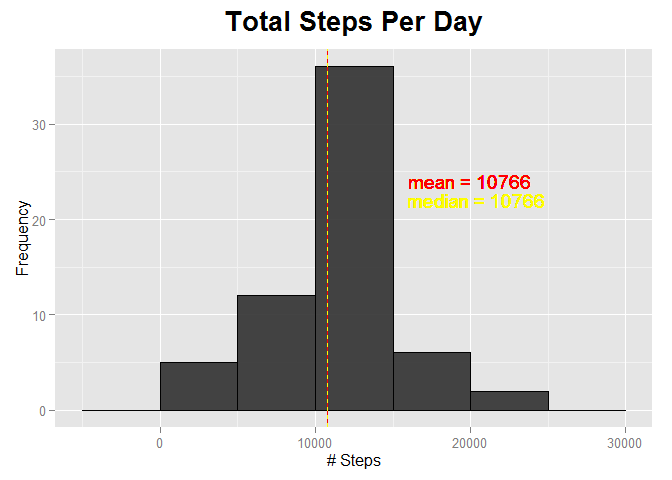 Total Steps Per Day
Frequency
30
20
10
0
mean = 10766
median = 10766
0 10000 20000 30000
# Steps